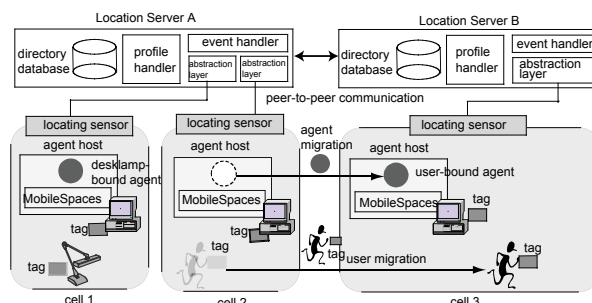 Location Server A
Location Server B
directory
database
profile
handler
event handler
abstraction
layer
abstraction
layer
directory
database
profile
handler
event handler
abstraction
layer
peer-to-peer communication
locating sensor
locating sensor
agent
migration
locating sensor
agent host
desklamp-
bound agent
MobileSpaces
tag
tag
cell 1
agent host
MobileSpaces
tag
tag
cell 2
tag
user migration
agent host
user-bound agent
MobileSpaces
tag
tag
cell 3